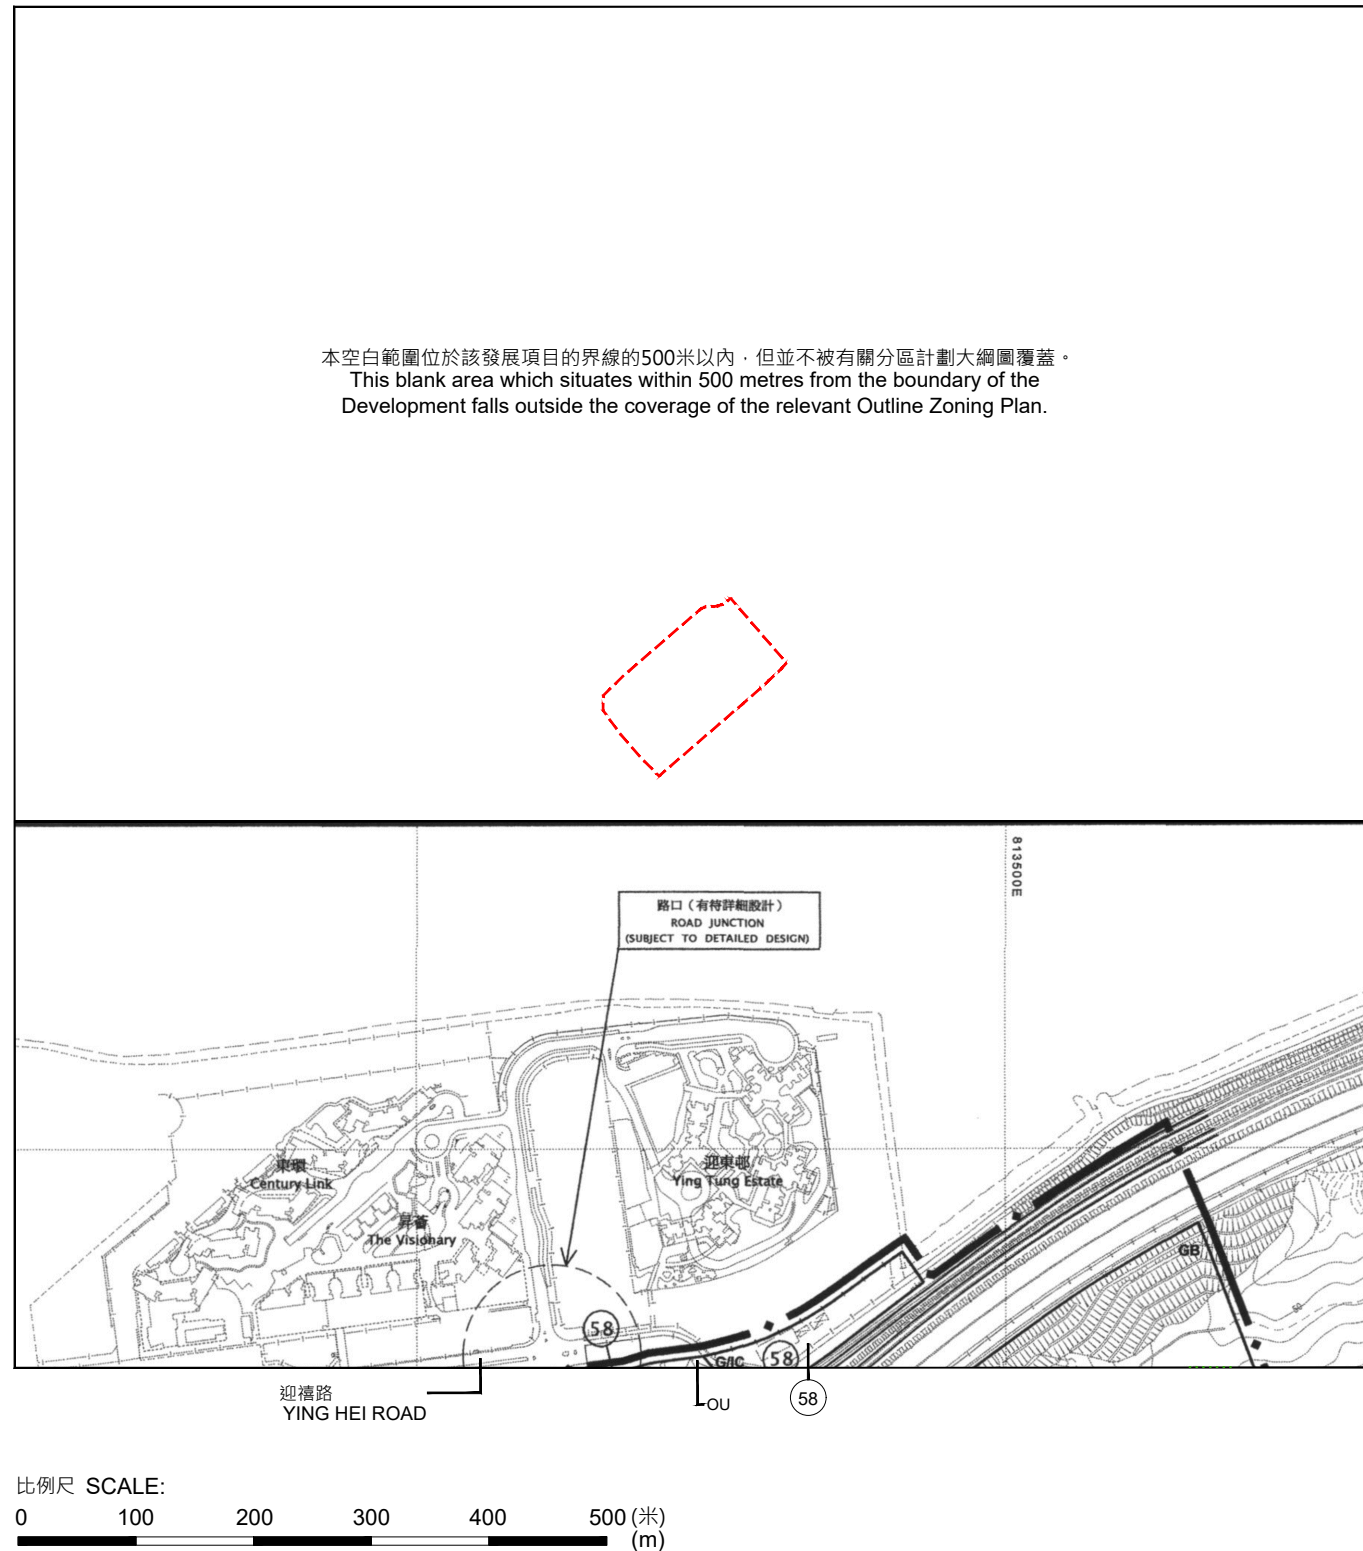 本空白範圍位於該發展項目的界線的500米以內，但並不被有關分區計劃大綱圖覆蓋。
This blank area which situates within 500 metres from the boundary of the
Development falls outside the coverage of the relevant Outline Zoning Plan.
813500E
路口（有待詳細設計）
ROAD JUNCTION
(SUBJECT TO DETAILED DESIGN)
東環
Century Link
昇薈
The Visionary
迎東邨
Ying Tung Estate
GB
50
58
G/IC
58
迎禧路
YING HEI ROAD
OU
58
比例尺 SCALE:
0 100 200 300 400 500 (米)
(m)